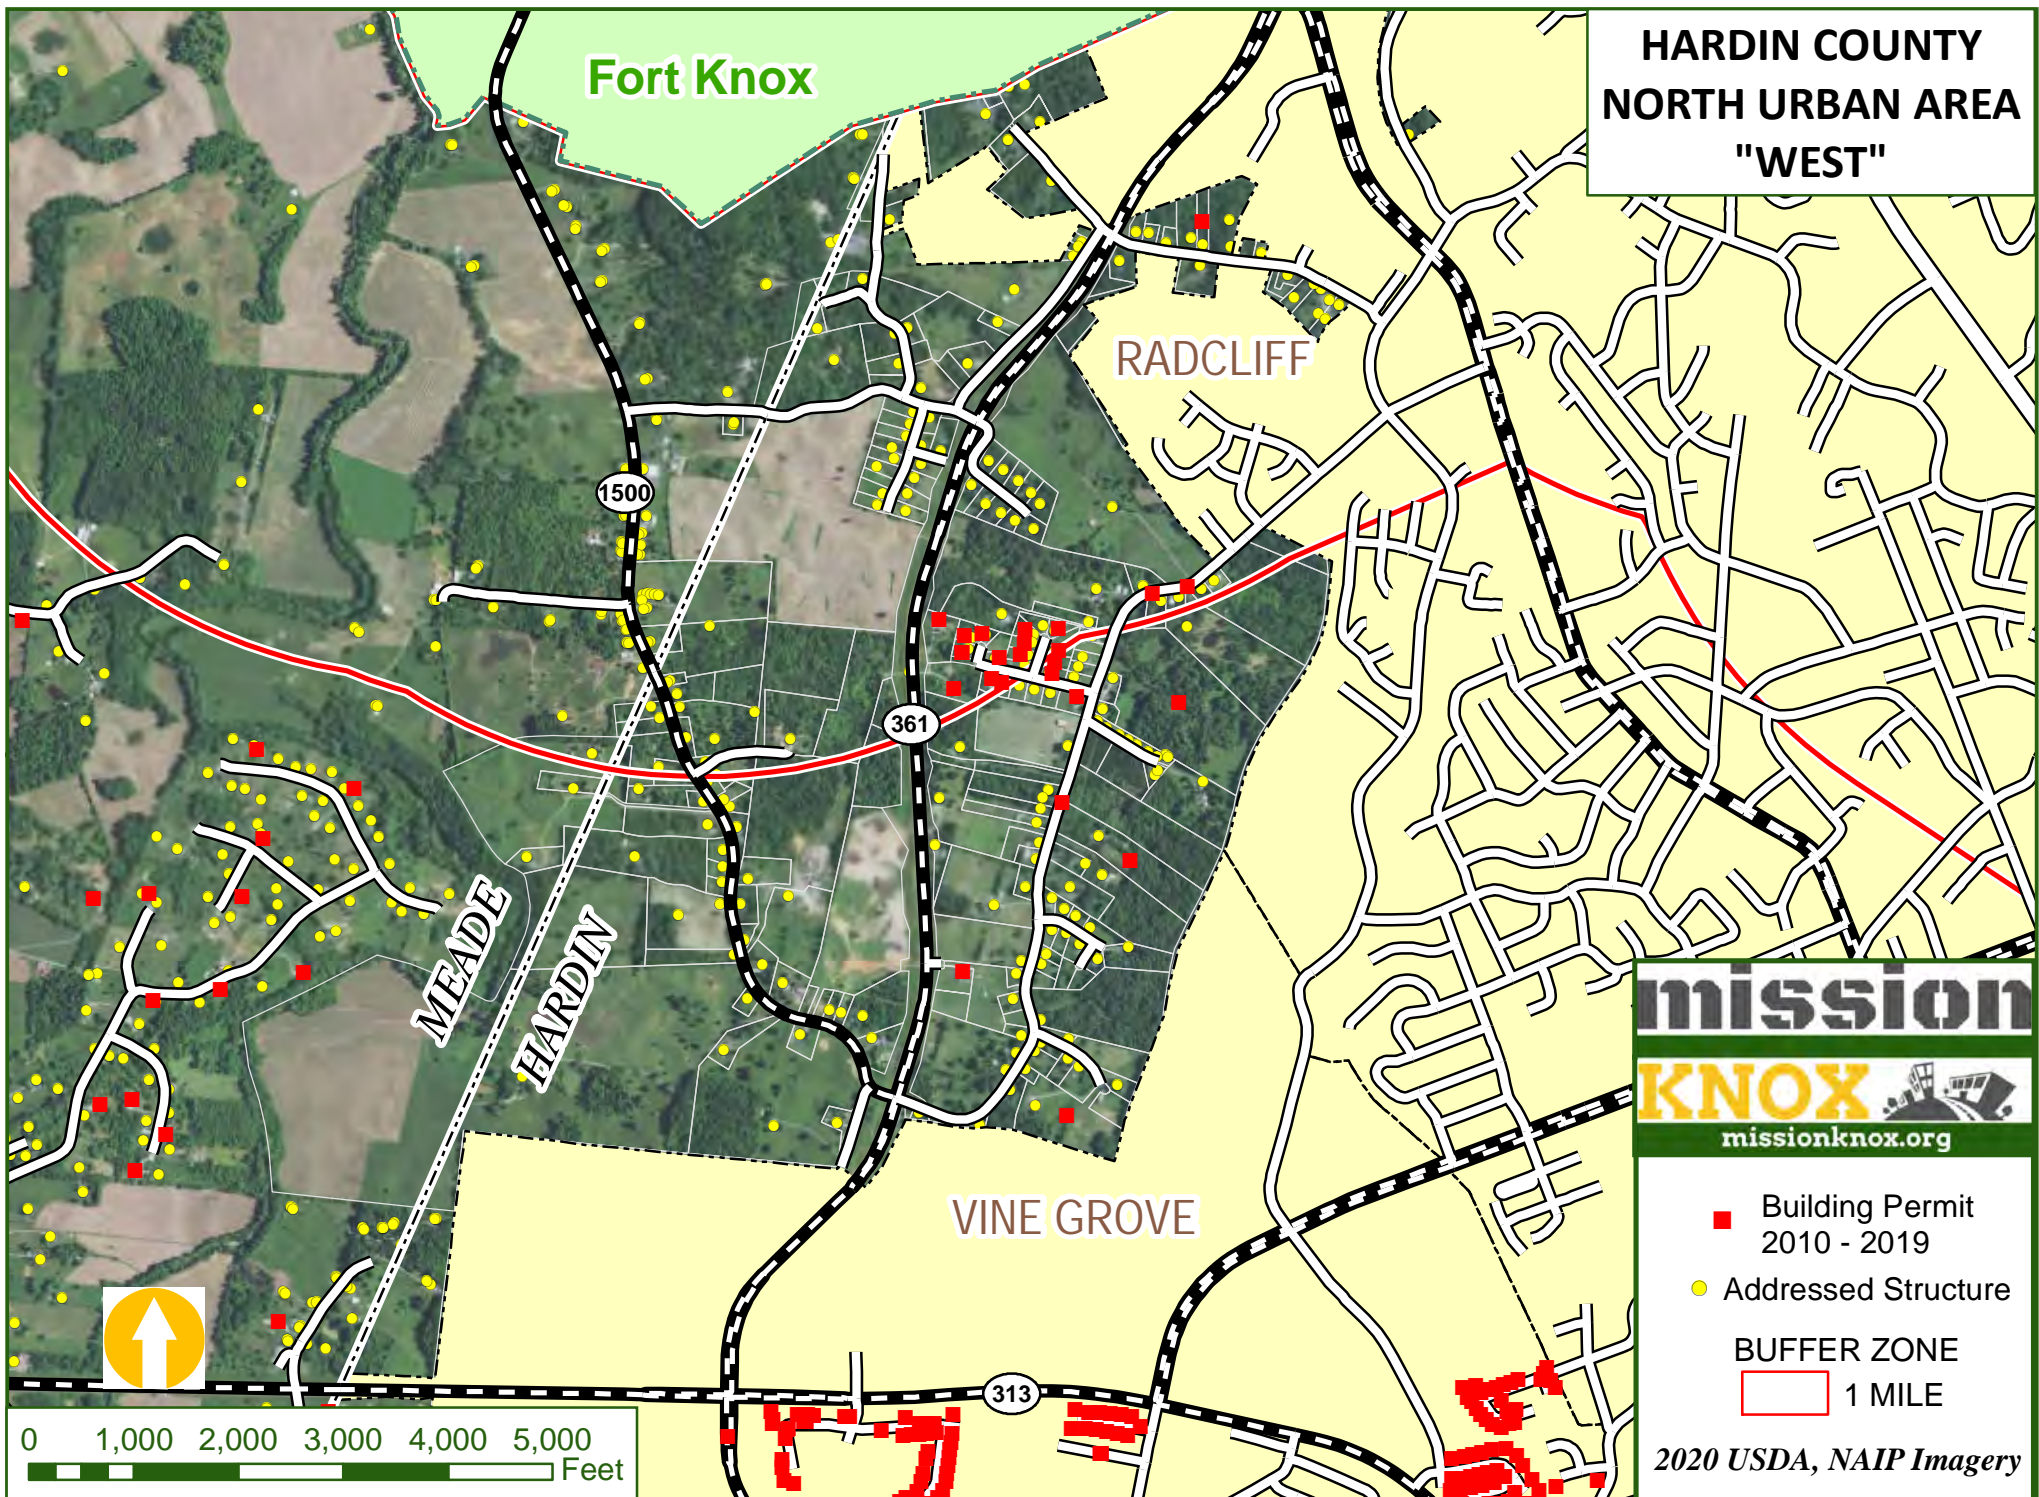 HARDIN COUNTY
NORTH URBAN AREA
"WEST"
Fort Knox
RADCLIFF
1500
361
MEADE
HARDIN
VINE GROVE
313
mission
KNOX
missionknox.org
Building Permit
2010 - 2019
Addressed Structure
BUFFER ZONE
1 MILE
2020 USDA, NAIP Imagery
0 1,000 2,000 3,000 4,000 5,000
Feet